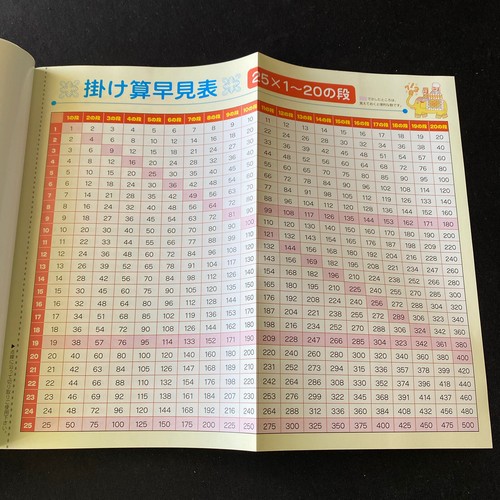 掛け算早見表 25×1〜20の段
で示したところは、
覚えておくと便利な数です。
1の段 2の段 3の段 4の段 5の段 6の段 7の段 8の段 9の段 10の段 11の段 12の段 13の段 14の段 15の段 16の段 17の段 18の段 19の段 20の段
1 1 2 3 4 5 6 7 8 9 10 11 12 13 14 15 16 17 18 19 20
2 2 4 6 8 10 12 14 16 18 20 22 24 26 28 30 32 34 36 38 40
3 3 6 9 12 15 18 21 24 27 30 33 36 39 42 45 48 51 54 57 60
4 4 8 12 16 20 24 28 32 36 40 44 48 52 56 60 64 68 72 76 80
5 5 10 15 20 25 30 35 40 45 50 55 60 65 70 75 80 85 90 95 100
6 6 12 18 24 30 36 42 48 54 60 66 72 78 84 90 96 102 108 114 120
7 7 14 21 28 35 42 49 56 63 70 77 84 91 98 105 112 119 126 133 140
8 8 16 24 32 40 48 56 64 72 80 88 96 104 112 120 128 136 144 152 160
9 9 18 27 36 45 54 63 72 81 90 99 108 117 126 135 144 153 162 171 180
10 10 20 30 40 50 60 70 80 90 100 110 120 130 140 150 160 170 180 190 200
11 11 22 33 44 55 66 77 88 99 110 121 132 143 154 165 176 187 198 209 220
12 12 24 36 48 60 72 84 96 108 120 132 144 156 168 180 192 204 216 228 240
13 13 26 39 52 65 78 91 104 117 130 143 156 169 182 195 208 221 234 247 260
14 14 28 42 56 70 84 98 112 126 140 154 168 182 196 210 224 238 252 266 280
15 15 30 45 60 75 90 105 120 135 150 165 180 195 210 225 240 255 270 285 300
16 16 32 48 64 80 96 112 128 144 160 176 192 208 224 240 256 272 288 304 320
17 17 34 51 68 85 102 119 136 153 170 187 204 221 238 255 272 289 306 323 340
18 18 36 54 72 90 108 126 144 162 180 198 216 234 252 270 288 306 324 342 360
19 19 38 57 76 95 114 133 152 171 190 209 228 247 266 285 304 323 342 361 380
20 20 40 60 80 100 120 140 160 180 200 220 240 260 280 300 320 340 360 380 400
21 21 42 63 84 105 126 147 168 189 210 231 252 273 294 315 336 357 378 399 420
22 22 44 66 88 110 132 154 176 198 220 242 264 286 308 330 352 374 396 418 440
23 23 46 69 92 115 138 161 184 207 230 253 276 299 322 345 368 391 414 437 460
24 24 48 72 96 120 144 168 192 216 240 264 288 312 336 360 384 408 432 456 480
25 25 50 75 100 125 150 175 200 225 250 275 300 325 350 375 400 425 450 475 500